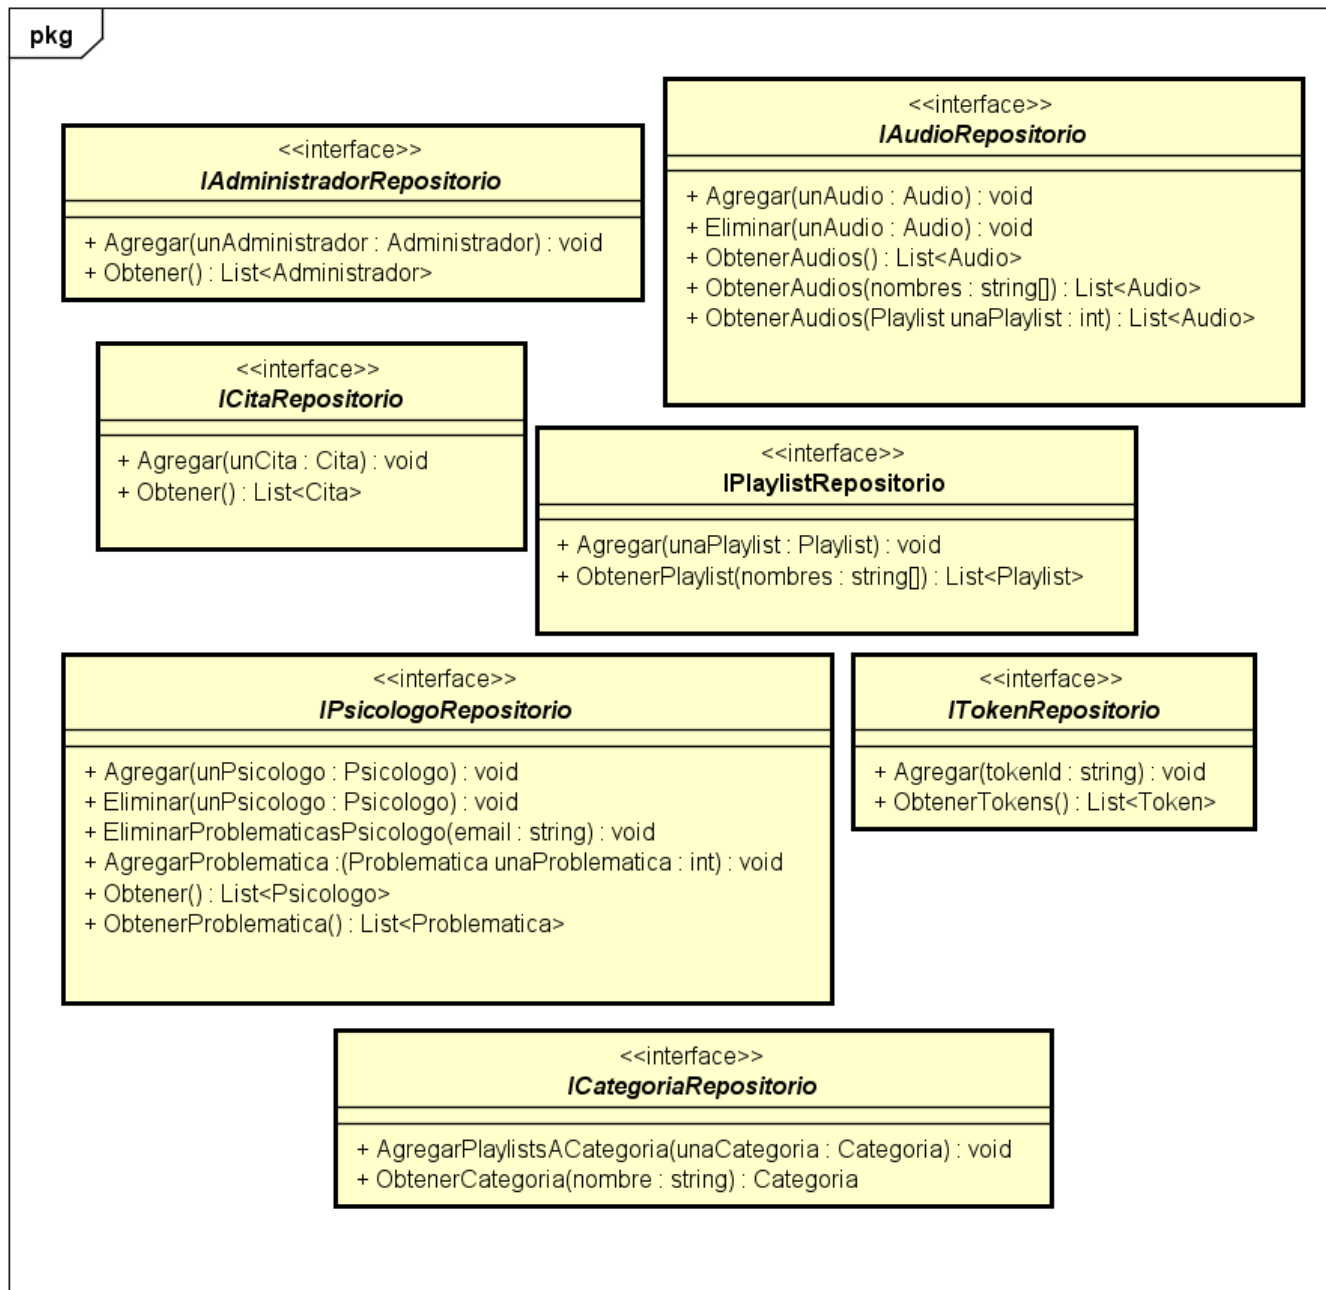 pkg
<<interface>>
IAdministradorRepositorio
+ Agregar(unAdministrador : Administrador) : void
+ Obtener() : List<Administrador>
<<interface>>
IAudioRepositorio
+ Agregar(unAudio : Audio) : void
+ Eliminar(unAudio : Audio) : void
+ ObtenerAudios() : List<Audio>
+ ObtenerAudios(nombres : string[]) : List<Audio>
+ ObtenerAudios(Playlist unaPlaylist : int) : List<Audio>
<<interface>>
ICitaRepositorio
+ Agregar(unCita : Cita) : void
+ Obtener() : List<Cita>
<<interface>>
IPlaylistRepositorio
+ Agregar(unaPlaylist : Playlist) : void
+ ObtenerPlaylist(nombres : string[]) : List<Playlist>
<<interface>>
IPsicologoRepositorio
+ Agregar(unPsicologo : Psicologo) : void
+ Eliminar(unPsicologo : Psicologo) : void
+ EliminarProblematicasPsicologo(email : string) : void
+ AgregarProblematica :(Problematica unaProblematica : int) : void
+ Obtener() : List<Psicologo>
+ ObtenerProblematica() : List<Problematica>
<<interface>>
ITokenRepositorio
+ Agregar(tokenId : string) : void
+ ObtenerTokens() : List<Token>
<<interface>>
ICategoriaRepositorio
+ AgregarPlaylistsACategoria(unaCategoria : Categoria) : void
+ ObtenerCategoria(nombre : string) : Categoria